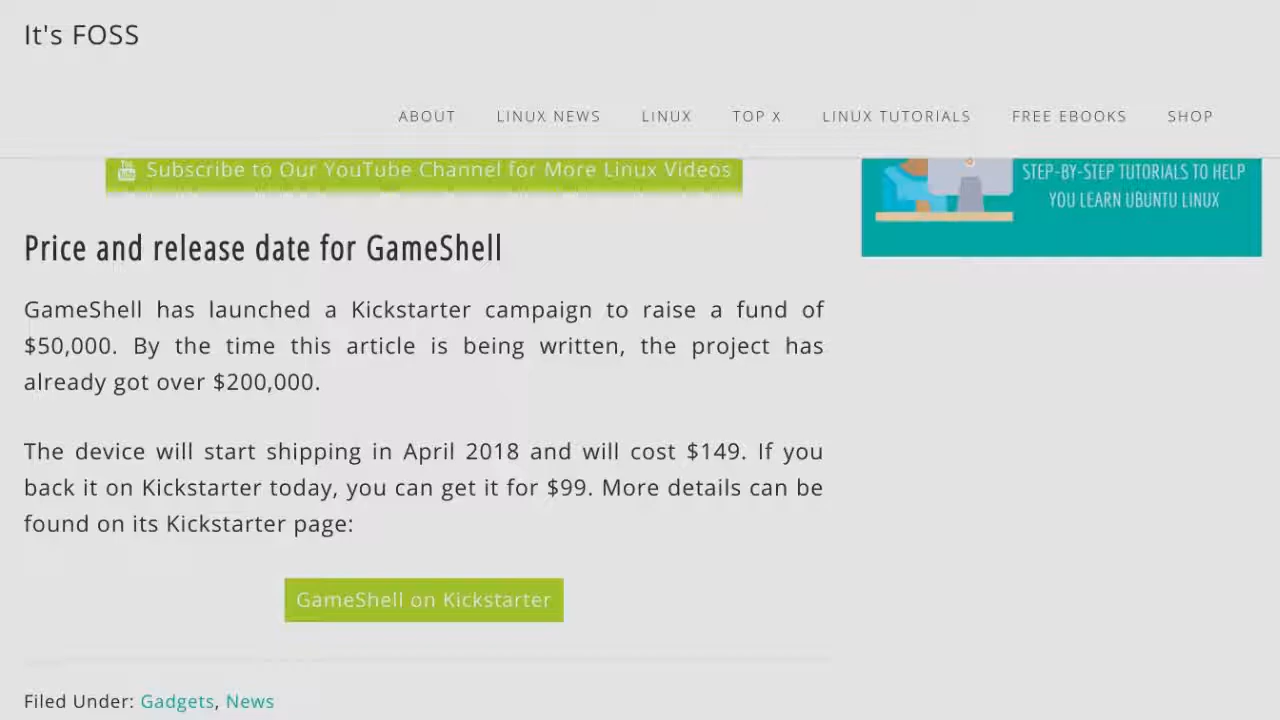 It's FOSS
ABOUT LINUX NEWS LINUX TOP X LINUX TUTORIALS FREE EBOOKS SHOP
You Tube Subscribe to Our YouTube Channel for More Linux Videos
STEP-BY-STEP TUTORIALS TO HELP
YOU LEARN UBUNTU LINUX
Price and release date for GameShell
GameShell has launched a Kickstarter campaign to raise a fund of
$50,000. By the time this article is being written, the project has
already got over $200,000.
The device will start shipping in April 2018 and will cost $149. If you
back it on Kickstarter today, you can get it for $99. More details can be
found on its Kickstarter page:
GameShell on Kickstarter
Filed Under: Gadgets, News